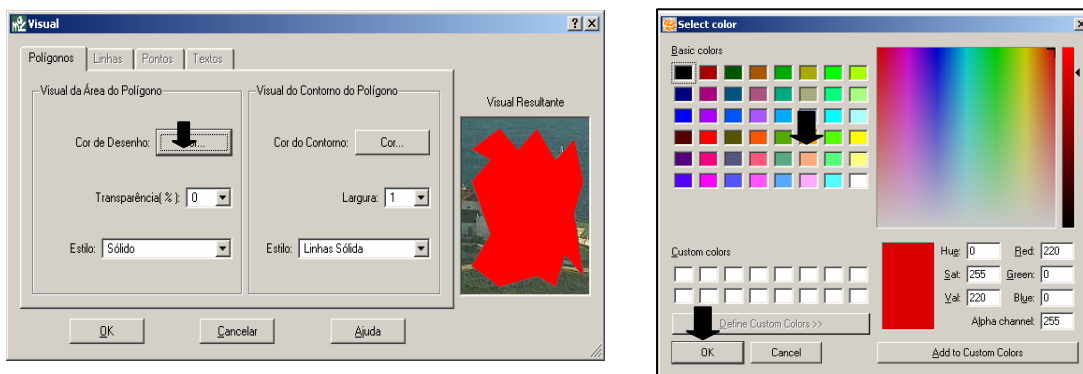 Visual
Polígonos
Linhas
Pontos
Textos
Visual da Área do Polígono
Cor de Desenho:
Cor...
Transparência( % ):
0
Estilo:
Sólido
Visual do Contorno do Polígono
Cor do Contorno:
Cor...
Largura:
1
Estilo:
Linhas Sólida
Visual Resultante
OK
Cancelar
Ajuda
Select color
Basic colors
Custom colors
Define Custom Colors >>
OK
Cancel
Hue: 0
Sat: 255
Val: 220
Red: 220
Green: 0
Blue: 0
Alpha channel: 255
Add to Custom Colors